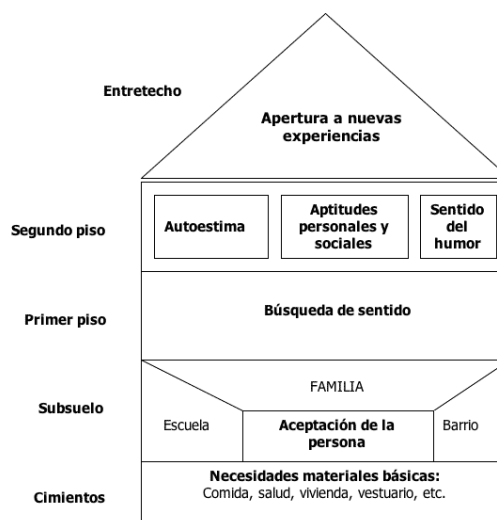 Entretecho
Apertura a nuevas
experiencias
Segundo piso
Autoestima
Aptitudes
personales y
sociales
Sentido
del
humor
Primer piso
Búsqueda de sentido
Subsuelo
FAMILIA
Escuela
Aceptación de la
persona
Barrio
Cimientos
Necesidades materiales básicas:
Comida, salud, vivienda, vestuario, etc.